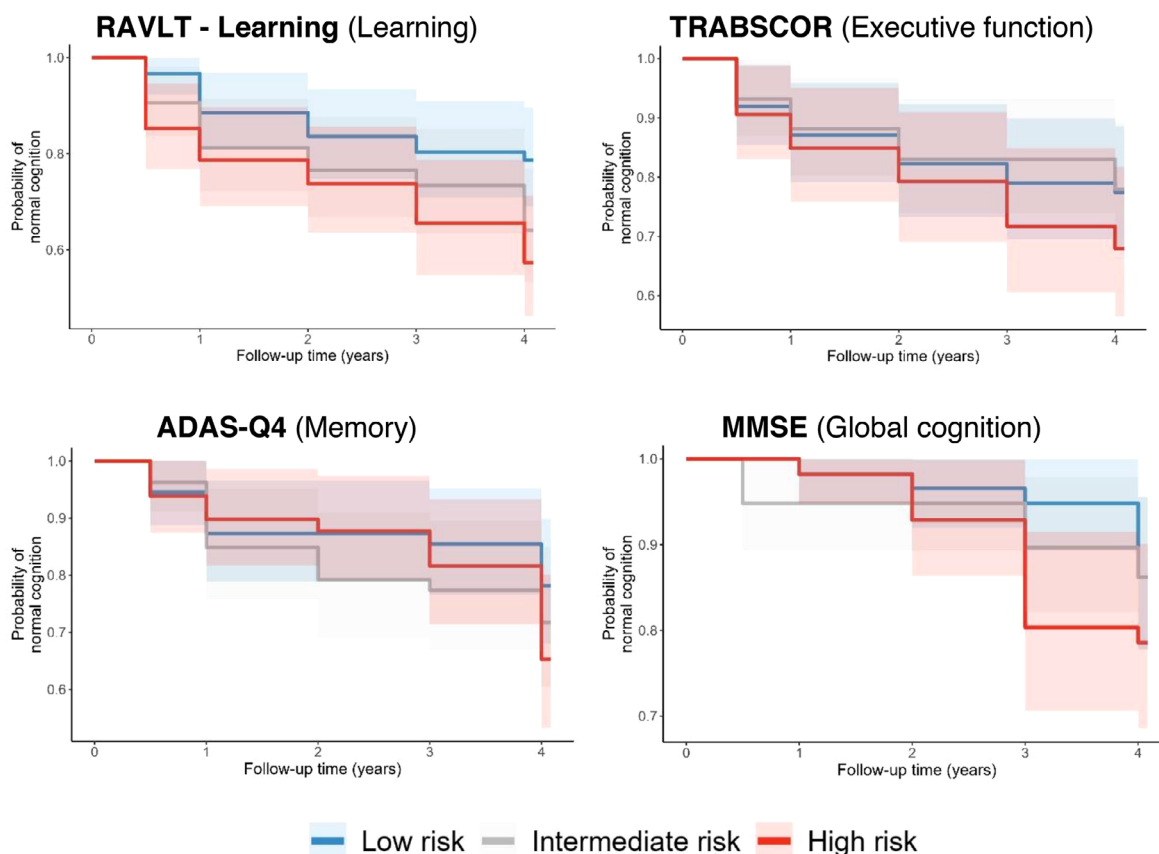 RAVLT - Learning (Learning)
Probability of
normal cognition
1.0
0.8
0.6
0
1
2
3
4
Follow-up time (years)
TRABSCOR (Executive function)
Probability of
normal cognition
1.0
0.9
0.8
0.7
0.6
0
1
2
3
4
Follow-up time (years)
ADAS-Q4 (Memory)
Probability of
normal cognition
1.0
0.9
0.8
0.7
0.6
0
1
2
3
4
Follow-up time (years)
MMSE (Global cognition)
Probability of
normal cognition
1.0
0.9
0.8
0.7
0
1
2
3
4
Follow-up time (years)
Low risk
Intermediate risk
High risk